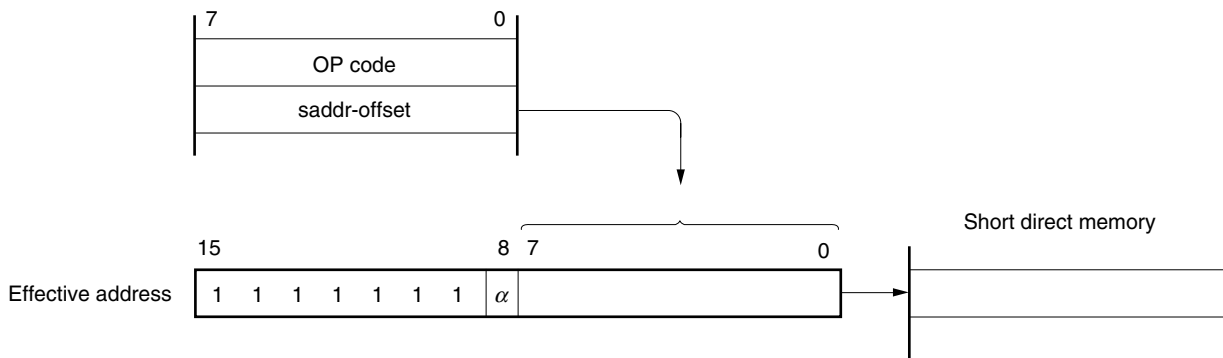 7 0
OP code
saddr-offset
Short direct memory
15 8 7 0
Effective address 1 1 1 1 1 1 1 α